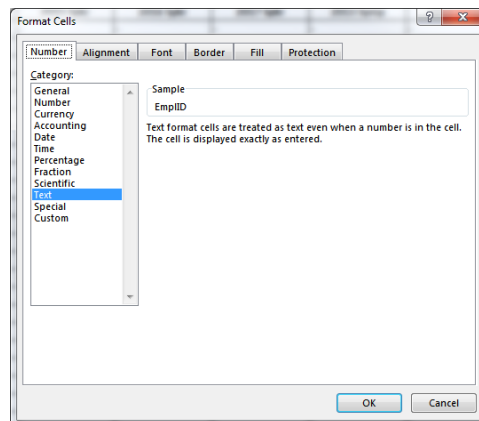 Format Cells
?
Number Alignment Font Border Fill Protection
Category:
General
Number
Currency
Accounting
Date
Time
Percentage
Fraction
Scientific
Text
Special
Custom
Sample
EmplID
Text format cells are treated as text even when a number is in the cell.
The cell is displayed exactly as entered.
OK Cancel